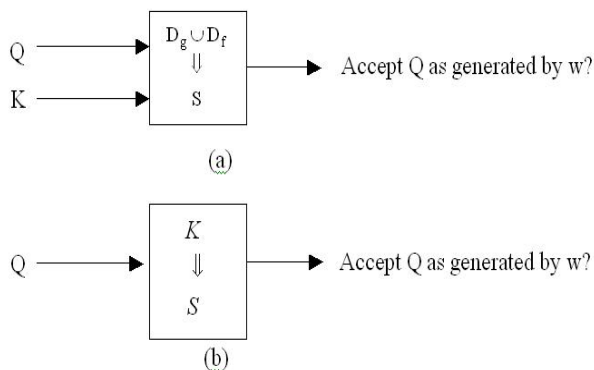 D_g ∪ D_f
Q
⇓
Accept Q as generated by w?
K
S
(a)
K
Q
⇓
Accept Q as generated by w?
S
(b)